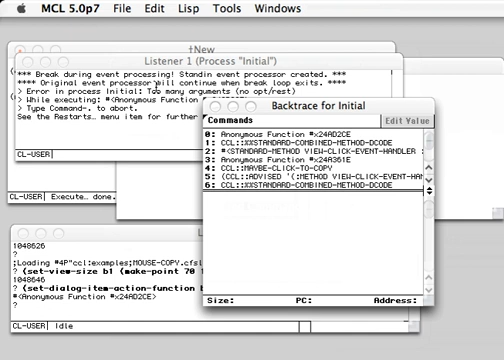 MCL 5.0p7 File Edit Lisp Tools Windows
†New
Listener 1 (Process "Initial")
*** Break during event processing! Standin event processor created. ***
**** Original event processor will continue when break loop exits. ****
> Error in process Initial: Too many arguments (no opt/rest)
> While executing: #<Anonymous Function #
> Type Command-. to abort.
See the Restarts… menu item for further
CL-USER
CL-USER Execute… done.
Backtrace for Initial
Commands Edit Value
0: Anonymous Function #x24AD2CE
1: CCL::%%STANDARD-COMBINED-METHOD-DCODE
2: #<STANDARD-METHOD VIEW-CLICK-EVENT-HANDLER
3: Anonymous Function #x24A361E
4: CCL::MAYBE-CLICK-TO-COPY
5: (CCL::ADVISED '(:METHOD VIEW-CLICK-EVENT-HAN
6: CCL::%%STANDARD-COMBINED-METHOD-DCODE
Size: PC: Address:
1048626
?
;Loading #4P"ccl:examples;MOUSE-COPY.cfsl
? (set-view-size b1 (make-point 70 1
1048646
? (set-dialog-item-action-function b
#<Anonymous Function #x24AD2CE>
?
CL-USER Idle